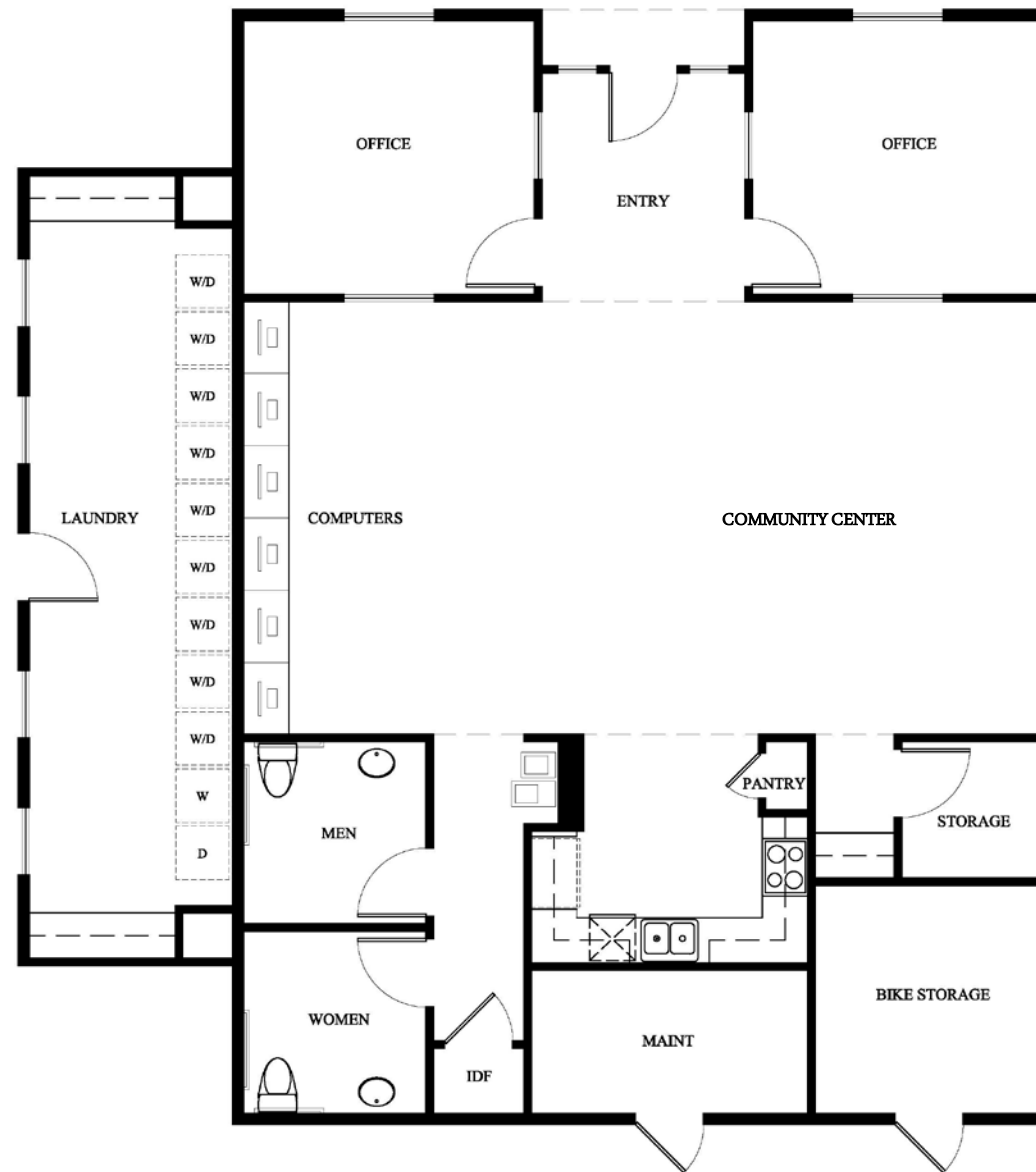 OFFICE
OFFICE
ENTRY
W/D
W/D
W/D
W/D
W/D
W/D
W/D
W/D
W/D
W
D
LAUNDRY
COMPUTERS
COMMUNITY CENTER
PANTRY
STORAGE
MEN
BIKE STORAGE
WOMEN
MAINT
IDF